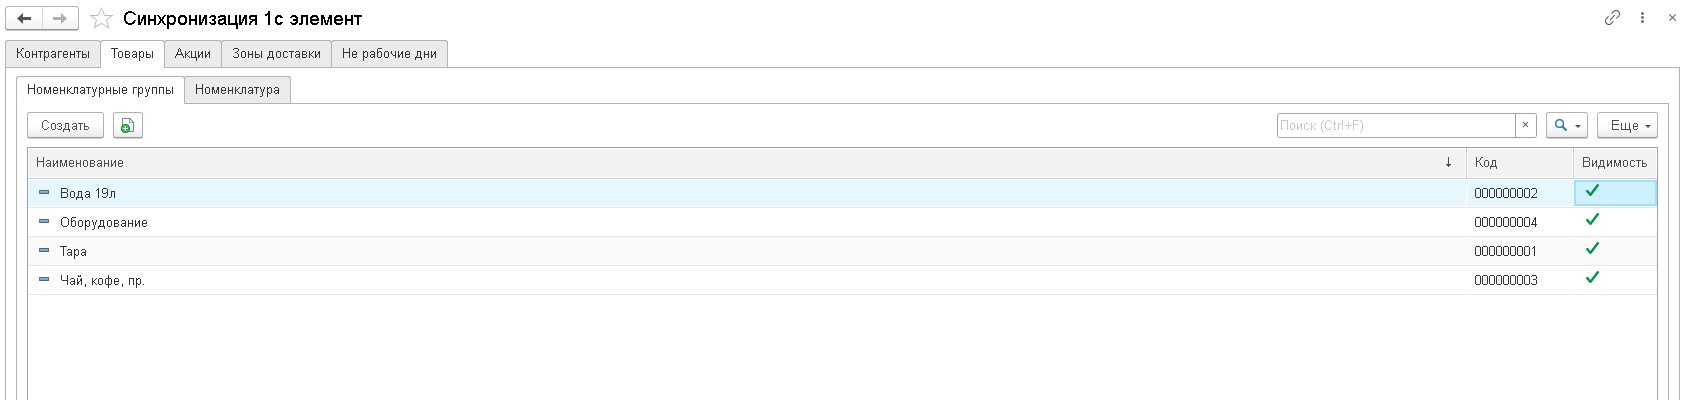 Синхронизация 1с элемент
Контрагенты Товары Акции Зоны доставки Не рабочие дни
Номенклатурные группы Номенклатура
Создать Поиск (Ctrl+F) × Еще
Наименование ↓ Код Видимость
Вода 19л 000000002
Оборудование 000000004
Тара 000000001
Чай, кофе, пр. 000000003